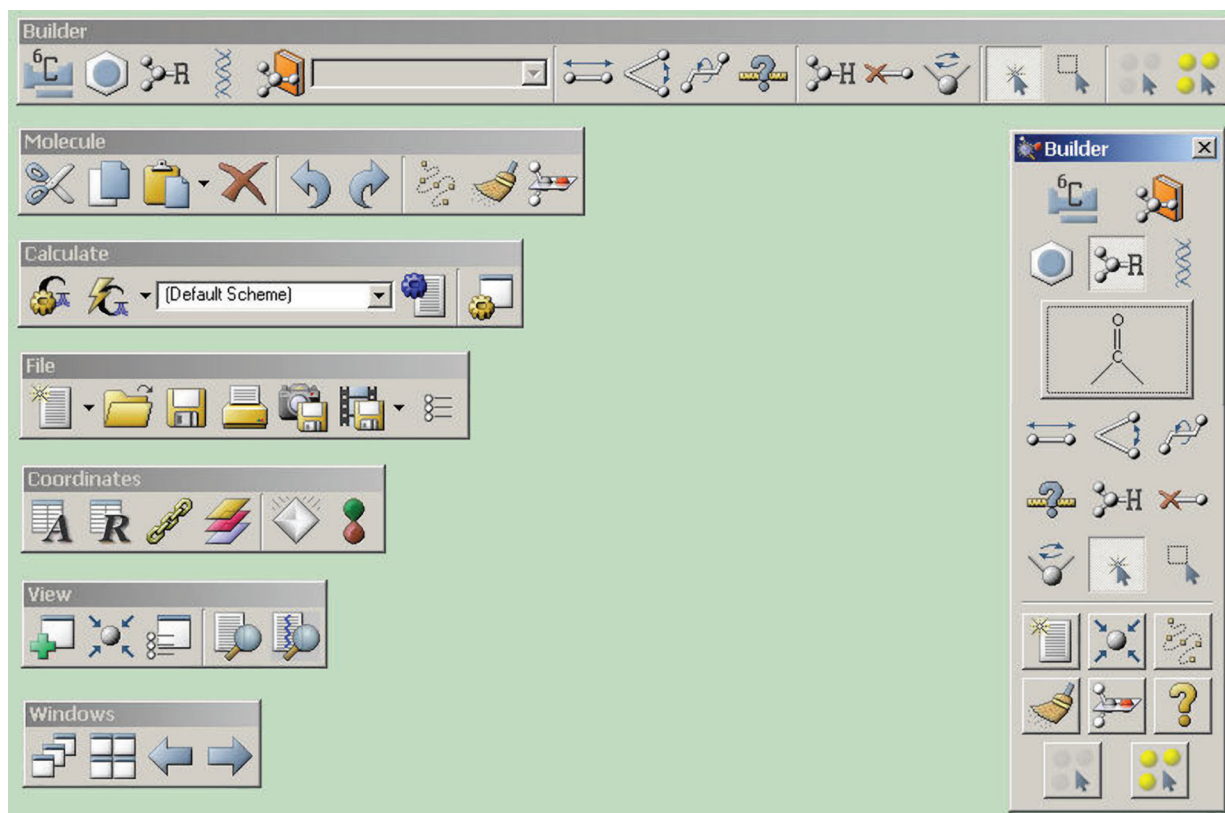 Builder
6C
R
H
Molecule
Builder
6C
Calculate
(Default Scheme)
R
O
C
File
Coordinates
A R
H
View
Windows